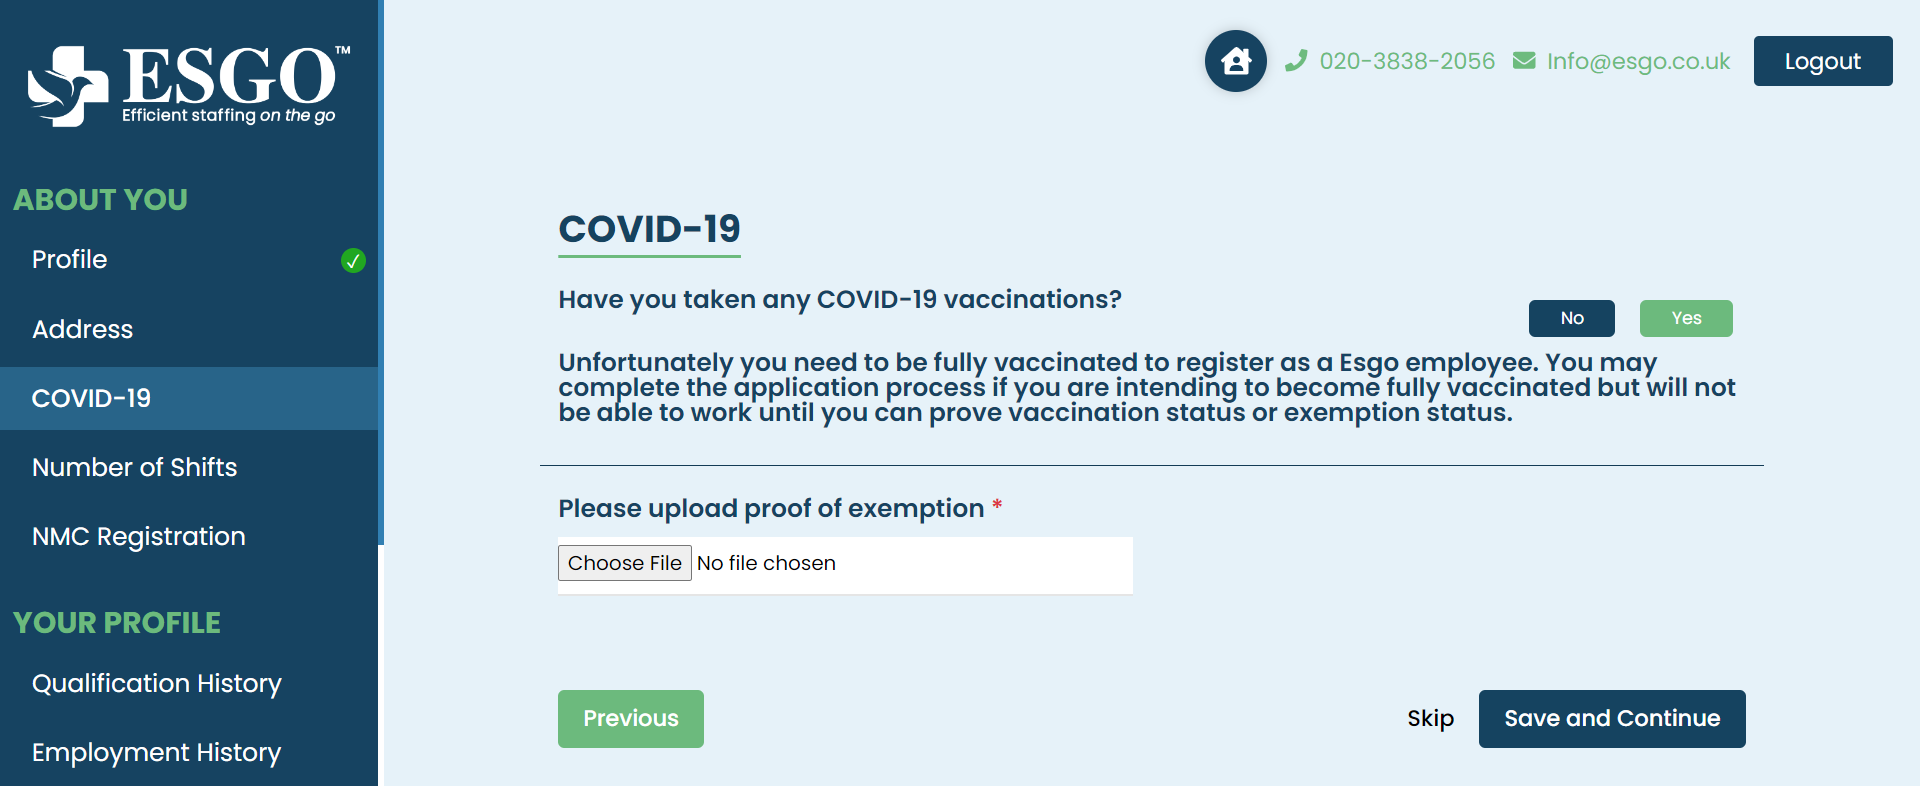 ESGO™
Efficient staffing on the go
020-3838-2056
Info@esgo.co.uk
Logout
ABOUT YOU
Profile
Address
COVID-19
Number of Shifts
NMC Registration
YOUR PROFILE
Qualification History
Employment History
COVID-19
Have you taken any COVID-19 vaccinations?
No
Yes
Unfortunately you need to be fully vaccinated to register as a Esgo employee. You may
complete the application process if you are intending to become fully vaccinated but will not
be able to work until you can prove vaccination status or exemption status.
Please upload proof of exemption *
Choose File No file chosen
Previous
Skip
Save and Continue